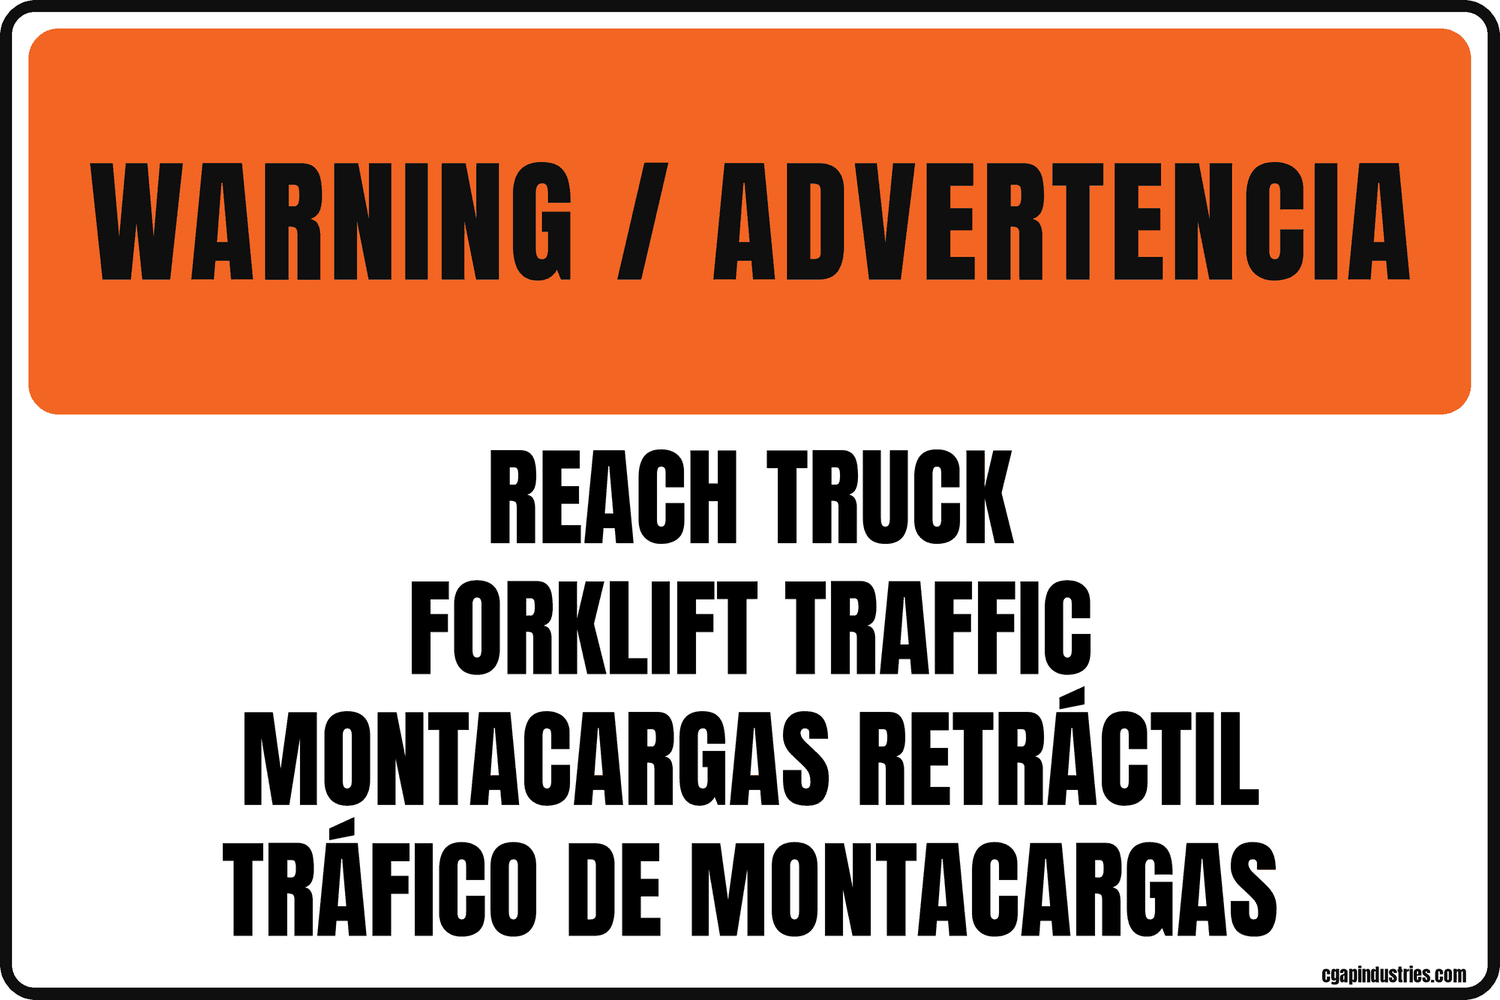 WARNING / ADVERTENCIA
REACH TRUCK
FORKLIFT TRAFFIC
MONTACARGAS RETRÁCTIL
TRÁFICO DE MONTACARGAS
cgapindustries.com